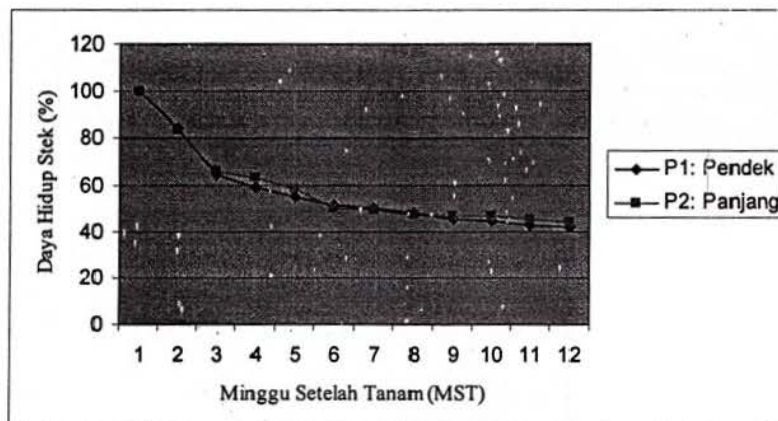 Daya Hidup Stek (%)
120
100
80
60
40
20
0
1 2 3 4 5 6 7 8 9 10 11 12
Minggu Setelah Tanam (MST)
P1: Pendek
P2: Panjang